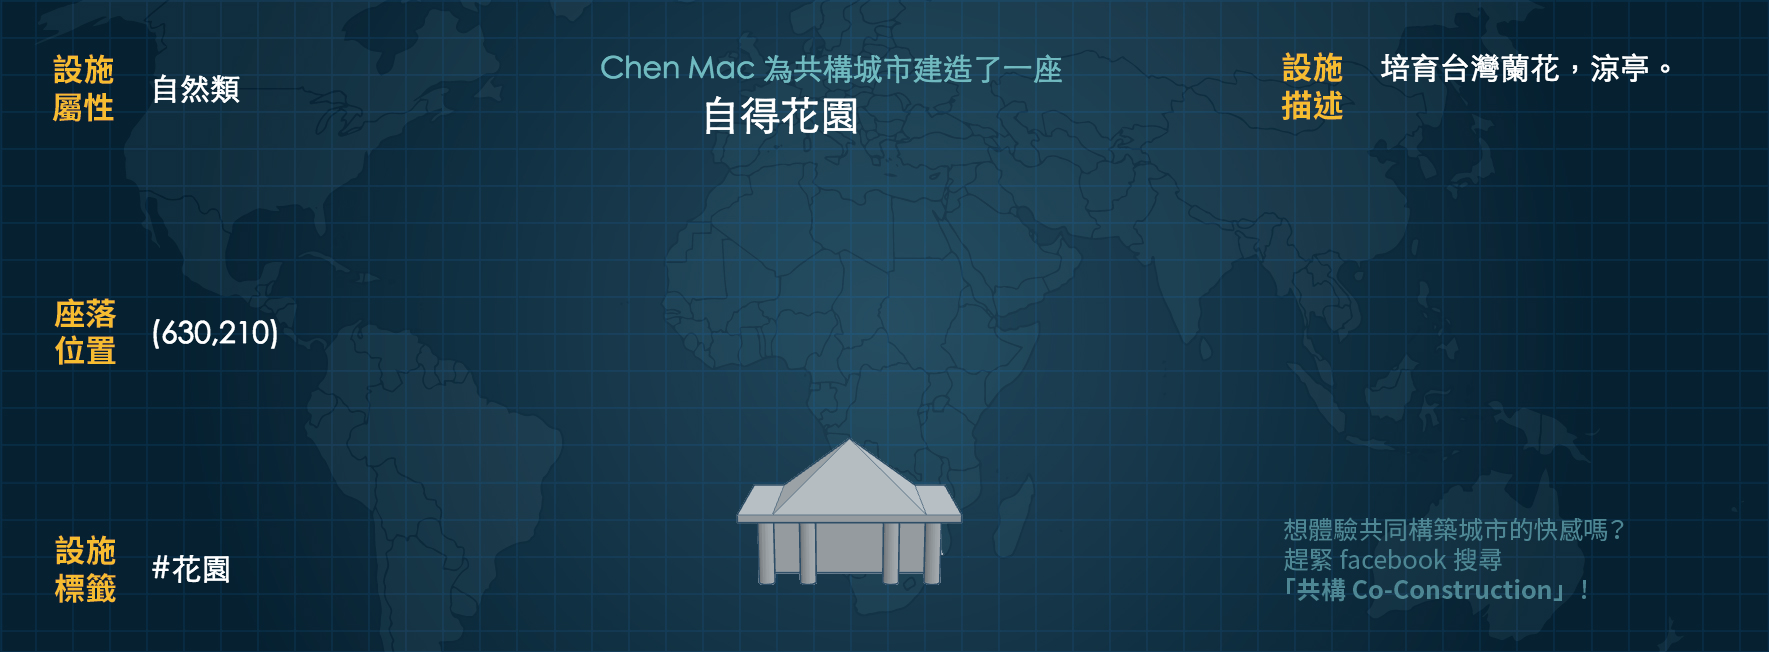 設施
屬性
自然類
Chen Mac 為共構城市建造了一座
自得花園
設施
描述
培育台灣蘭花，涼亭。
座落
位置
(630,210)
設施
標籤
#花園
想體驗共同構築城市的快感嗎?
趕緊 facebook 搜尋
「共構 Co-Construction」!